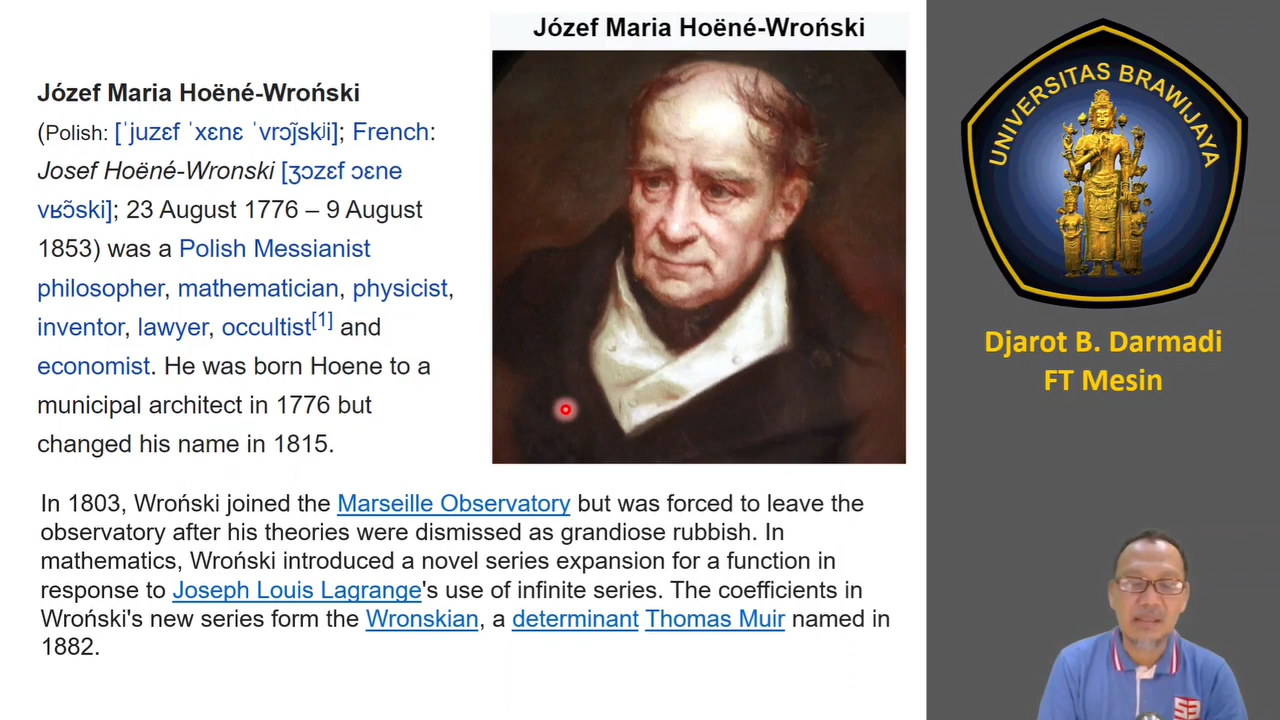 Józef Maria Hoëné-Wroński
Józef Maria Hoëné-Wroński
(Polish: [ˈjuzɛf ˈxɛnɛ ˈvrɔj̃skʲi]; French:
Josef Hoëné-Wronski [ʒɔzɛf ɔɛne
vʁɔ̃ski]; 23 August 1776 – 9 August
1853) was a Polish Messianist
philosopher, mathematician, physicist,
inventor, lawyer, occultist[1] and
economist. He was born Hoene to a
municipal architect in 1776 but
changed his name in 1815.
In 1803, Wroński joined the Marseille Observatory but was forced to leave the
observatory after his theories were dismissed as grandiose rubbish. In
mathematics, Wroński introduced a novel series expansion for a function in
response to Joseph Louis Lagrange's use of infinite series. The coefficients in
Wroński's new series form the Wronskian, a determinant Thomas Muir named in
1882.
UNIVERSITAS BRAWIJAYA
Djarot B. Darmadi
FT Mesin